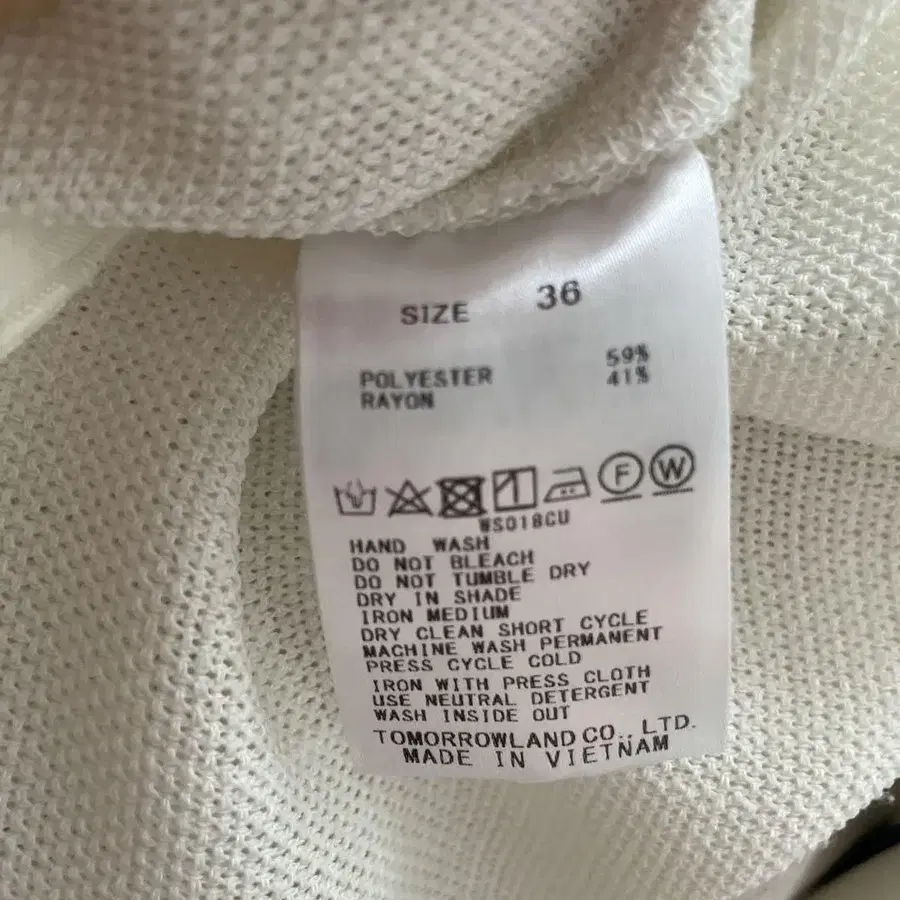 SIZE 36
POLYESTER 59%
RAYON 41%
F W
WS018CU
HAND WASH
DO NOT BLEACH
DO NOT TUMBLE DRY
DRY IN SHADE
IRON MEDIUM
DRY CLEAN SHORT CYCLE
MACHINE WASH PERMANENT
PRESS CYCLE COLD
IRON WITH PRESS CLOTH
USE NEUTRAL DETERGENT
WASH INSIDE OUT
TOMORROWLAND CO., LTD.
MADE IN VIETNAM